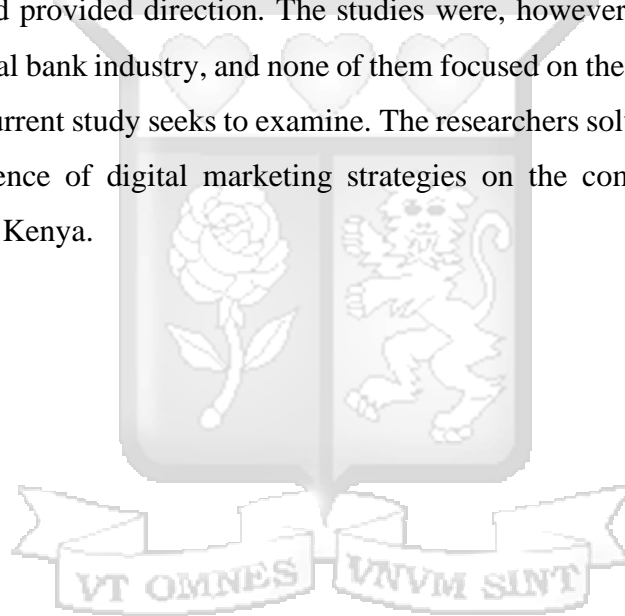 d provided direction. The studies were, however
al bank industry, and none of them focused on the
urrent study seeks to examine. The researchers sol
ence of digital marketing strategies on the con
Kenya.
VT OMNES VNVM SINT